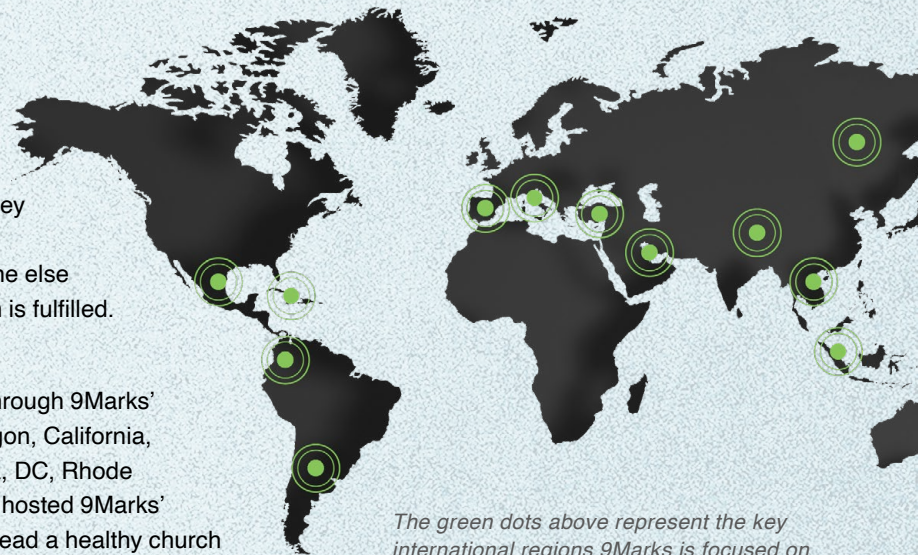 ey
ne else
n is fulfilled.
hrough 9Marks’
gon, California,
, DC, Rhode
hosted 9Marks’
ead a healthy church
The green dots above represent the key
international regions 9Marks is focused on